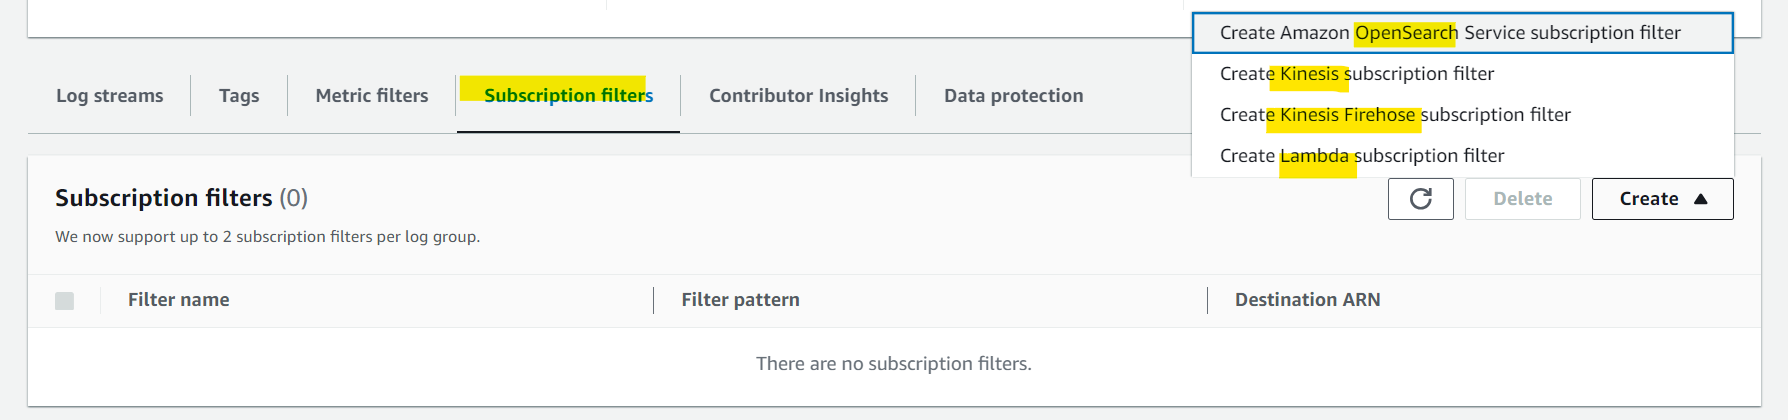 Create Amazon OpenSearch Service subscription filter
Create Kinesis subscription filter
Create Kinesis Firehose subscription filter
Create Lambda subscription filter
Log streams Tags Metric filters Subscription filters Contributor Insights Data protection
Subscription filters (0) Delete Create
We now support up to 2 subscription filters per log group.
Filter name Filter pattern Destination ARN
There are no subscription filters.